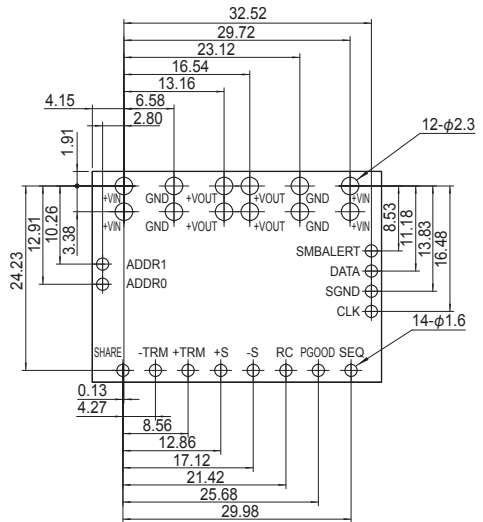 32.52
29.72
23.12
16.54
13.16
4.15 6.58
2.80
12-ϕ2.3
1.91
24.23
12.91
10.26
3.38
+VIN GND +VOUT +VOUT GND +VIN
+VIN GND +VOUT +VOUT GND +VIN
8.53
11.18
13.83
16.48
SMBALERT
ADDR1 DATA
ADDR0 SGND
CLK
14-ϕ1.6
SHARE -TRM +TRM +S -S RC PGOOD SEQ
0.13
4.27
8.56
12.86
17.12
21.42
25.68
29.98